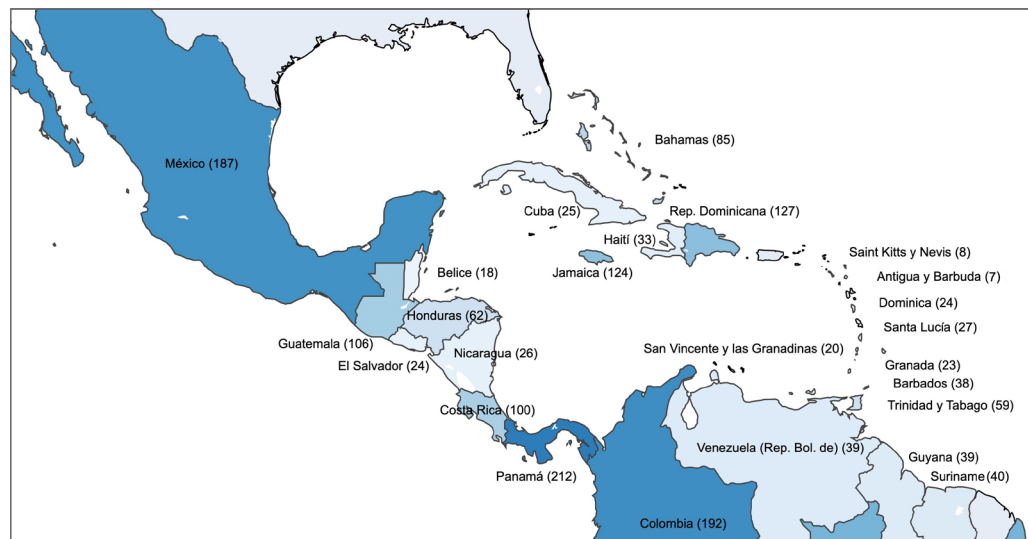 Bahamas (85)
México (187)
Cuba (25)
Rep. Dominicana (127)
Haití (33)
Saint Kitts y Nevis (8)
Belice (18)
Jamaica (124)
Antigua y Barbuda (7)
Dominica (24)
Honduras (62)
Santa Lucía (27)
Guatemala (106)
Nicaragua (26)
San Vincente y las Granadinas (20)
El Salvador (24)
Granada (23)
Barbados (38)
Costa Rica (100)
Trinidad y Tabago (59)
Venezuela (Rep. Bol. de) (39)
Guyana (39)
Panamá (212)
Suriname (40)
Colombia (192)